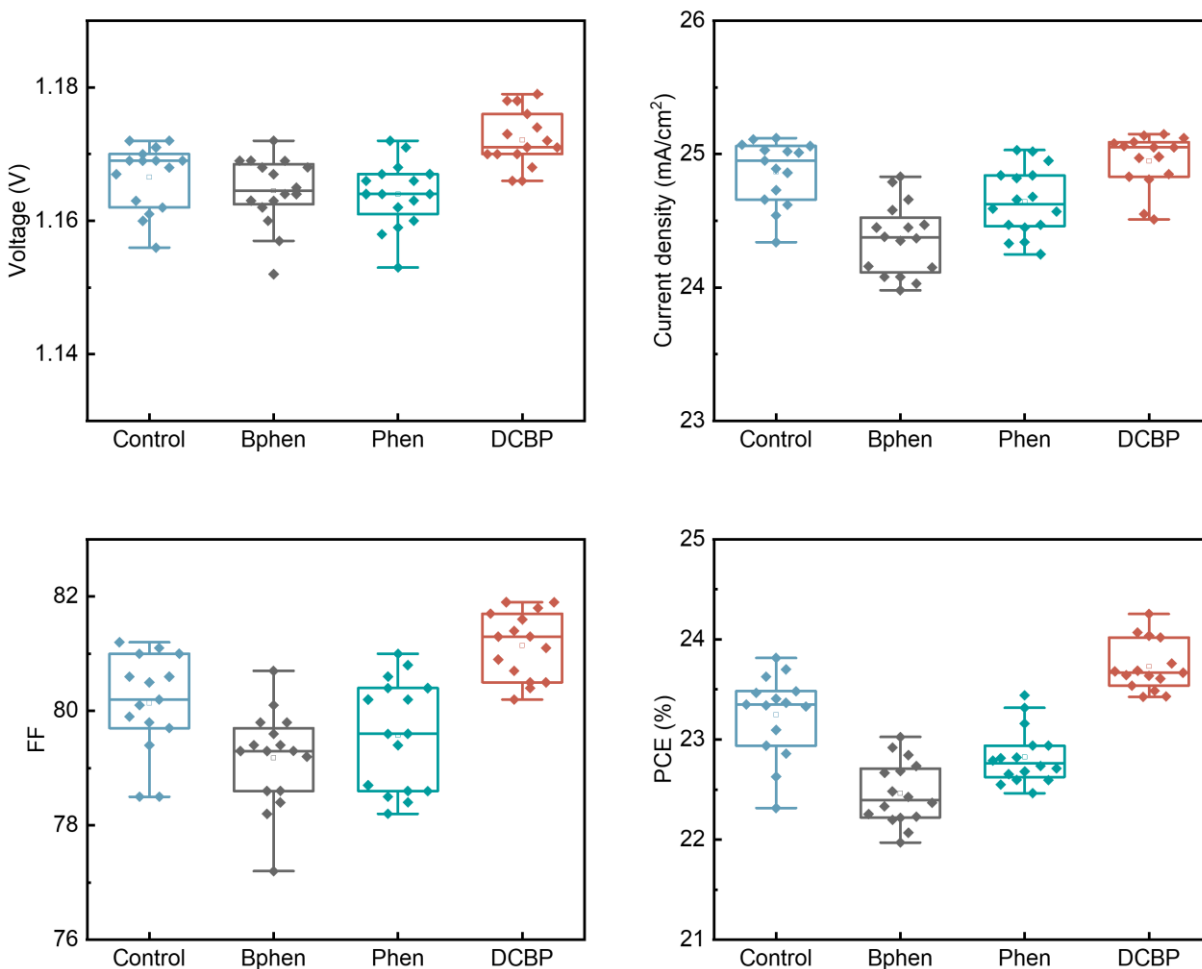 Voltage (V)
1.18
1.16
1.14
Control Bphen Phen DCBP
Current density (mA/cm²)
26
25
24
23
Control Bphen Phen DCBP
FF
82
80
78
76
Control Bphen Phen DCBP
PCE (%)
25
24
23
22
21
Control Bphen Phen DCBP